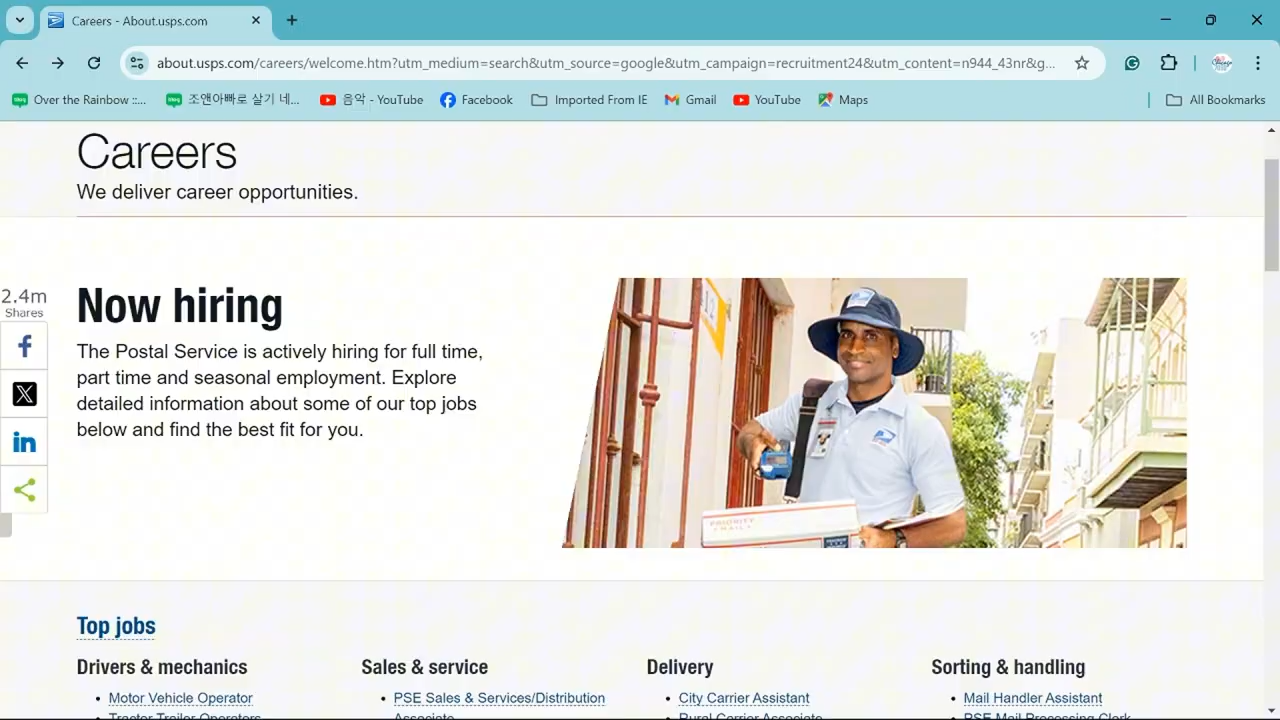 Careers - About.usps.com
about.usps.com/careers/welcome.htm?utm_medium=search&utm_source=google&utm_campaign=recruitment24&utm_content=n944_43nr&g...
Over the Rainbow ::...
조앤아빠로 살기 네...
음악 - YouTube
Facebook
Imported From IE
Gmail
YouTube
Maps
All Bookmarks
Careers
We deliver career opportunities.
2.4m
Shares
Now hiring
The Postal Service is actively hiring for full time,
part time and seasonal employment. Explore
detailed information about some of our top jobs
below and find the best fit for you.
PRIORITY
MAIL
Top jobs
Drivers & mechanics
Motor Vehicle Operator
Tractor Trailer Operators
Sales & service
PSE Sales & Services/Distribution
Associate
Delivery
City Carrier Assistant
Rural Carrier Associate
Sorting & handling
Mail Handler Assistant
PSE Mail Processing Clerk